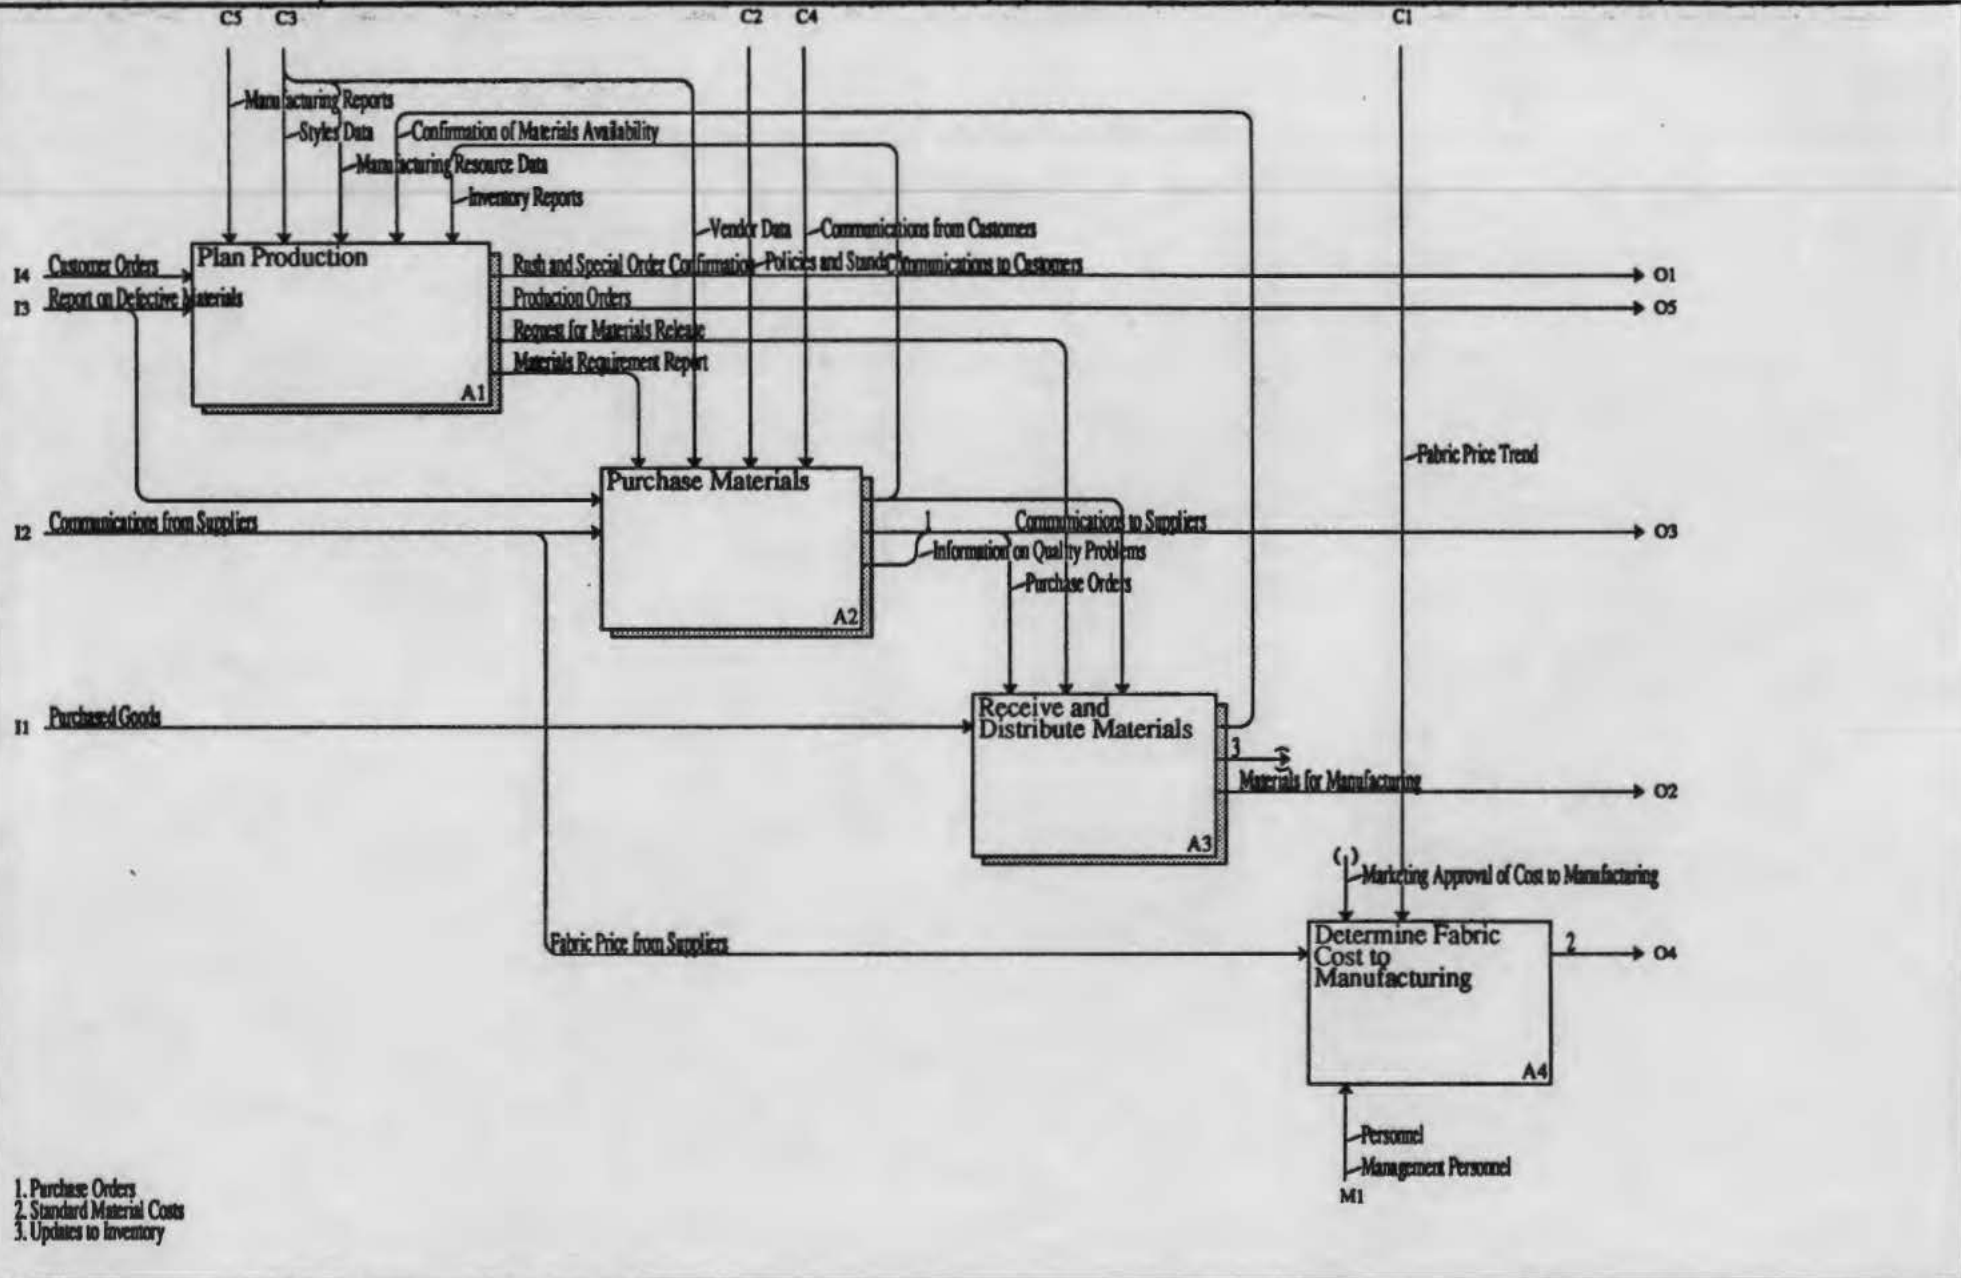 C5 C3 C2 C4 C1
Manufacturing Reports
Styles Data
Confirmation of Materials Availability
Manufacturing Resource Data
Inventory Reports
Vendor Data
Communications from Customers
I4 Customer Orders
Plan Production
Rush and Special Order Confirmation
Policies and Standa
Communications to Customers
O1
I3 Report on Defective Materials
Production Orders
O5
Request for Materials Release
Materials Requirement Report
A1
Fabric Price Trend
Purchase Materials
I2 Communications from Suppliers
1
Communications to Suppliers
O3
Information on Quality Problems
Purchase Orders
A2
I1 Purchased Goods
Receive and
Distribute Materials
3
Materials for Manufacturing
O2
A3
( )
Marketing Approval of Cost to Manufacturing
Fabric Price from Suppliers
Determine Fabric
Cost to
Manufacturing
2
O4
A4
Personnel
Management Personnel
M1
1. Purchase Orders
2. Standard Material Costs
3. Updates to Inventory